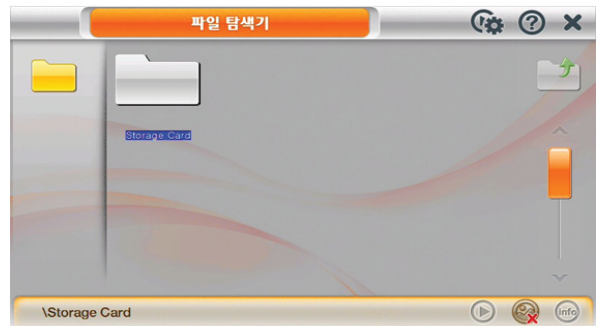 파일 탐색기
Storage Card
\Storage Card
info